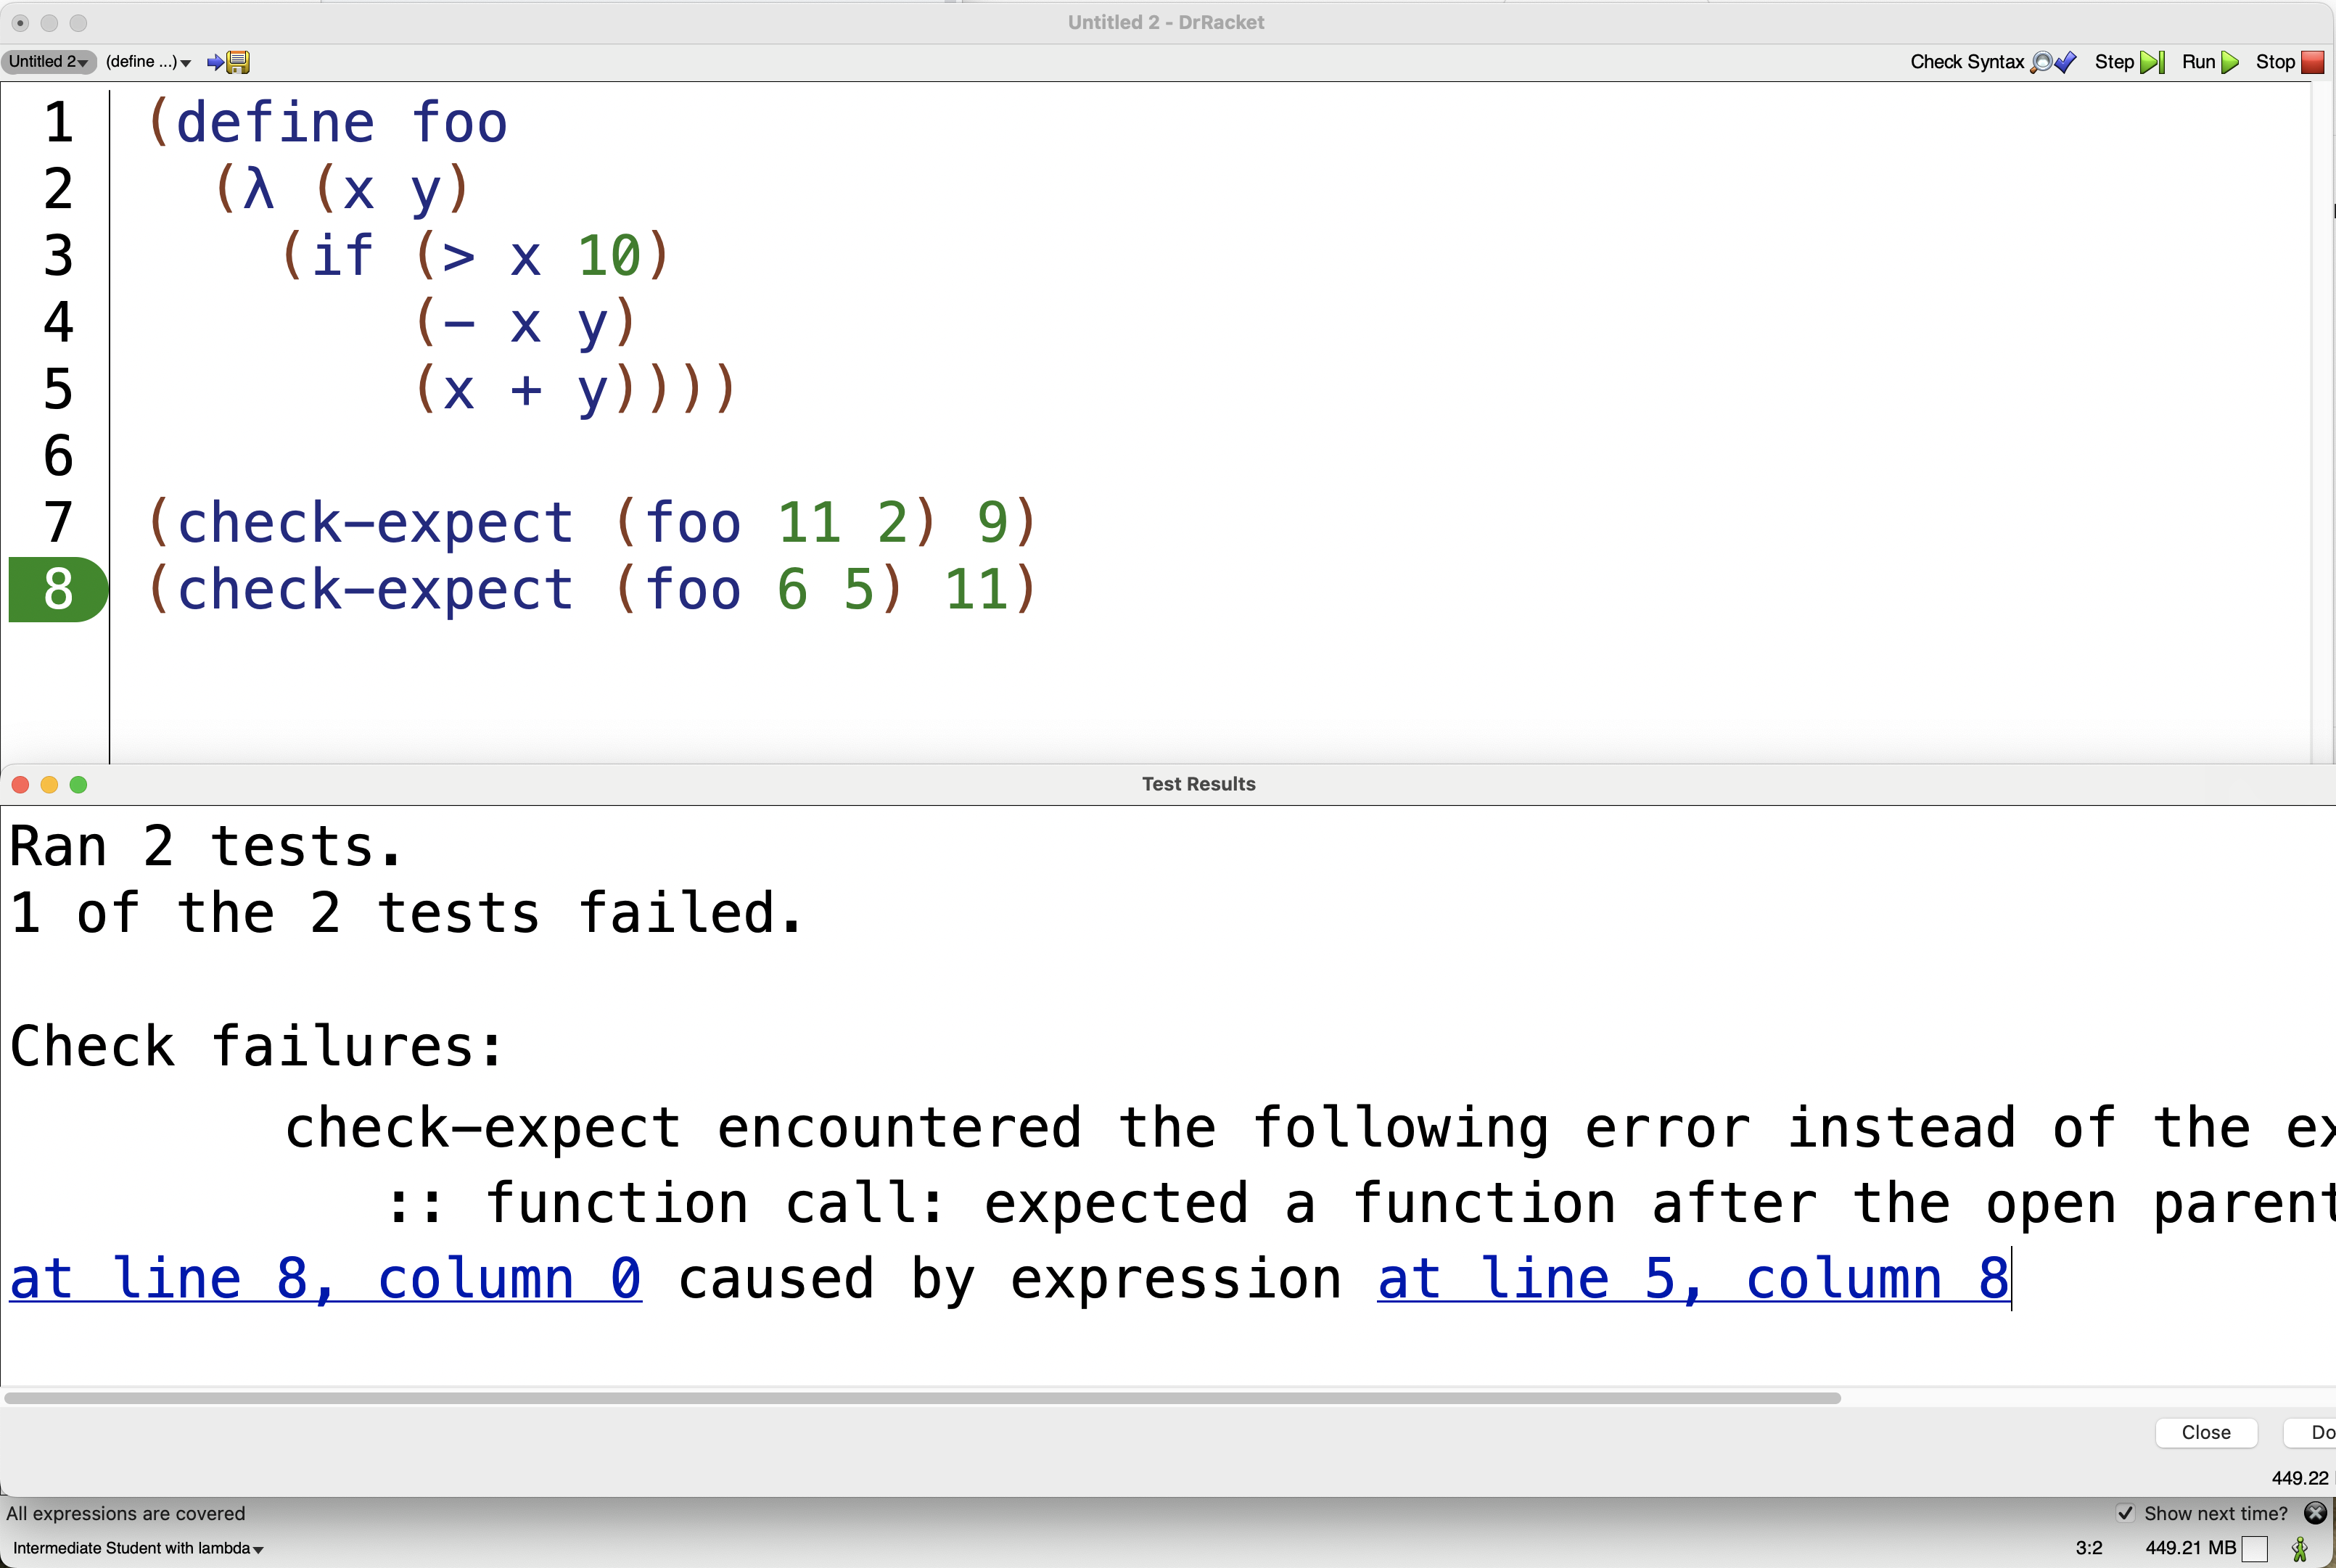 Untitled 2 - DrRacket
Untitled 2 (define ...) Check Syntax Step Run Stop
1 (define foo
2 (λ (x y)
3 (if (> x 10)
4 (- x y)
5 (x + y))))
6
7 (check-expect (foo 11 2) 9)
8 (check-expect (foo 6 5) 11)
Test Results
Ran 2 tests.
1 of the 2 tests failed.
Check failures:
check-expect encountered the following error instead of the ex
:: function call: expected a function after the open parent
at line 8, column 0 caused by expression at line 5, column 8
Close Do
449.22
All expressions are covered Show next time?
Intermediate Student with lambda 3:2 449.21 MB